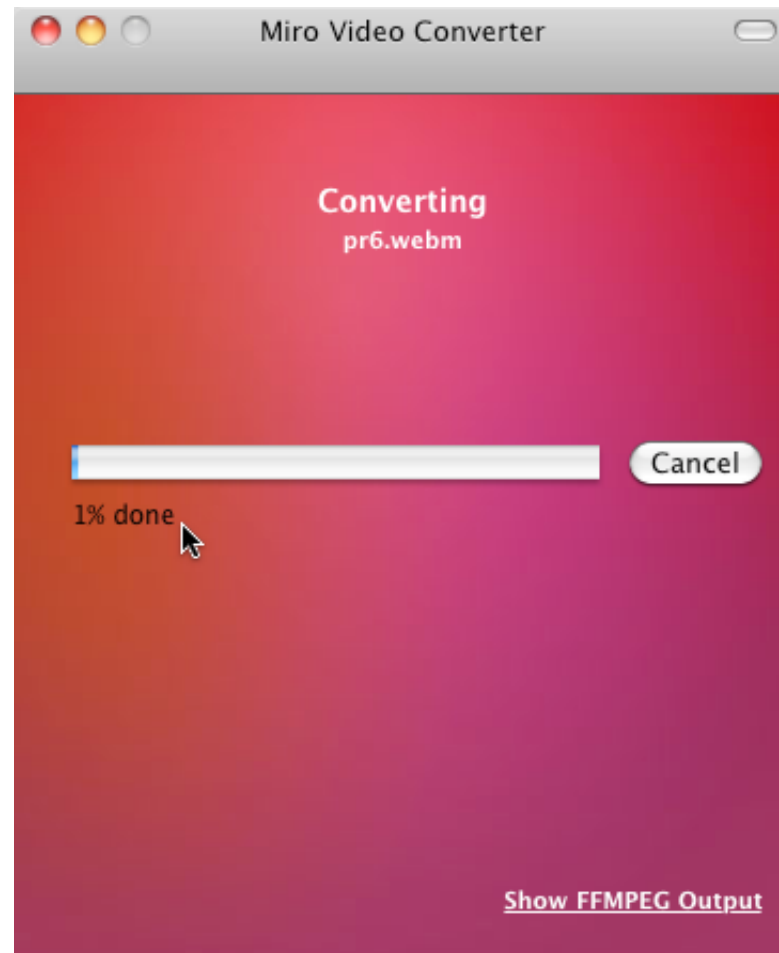 Miro Video Converter
Converting
pr6.webm
Cancel
1% done
Show FFMPEG Output